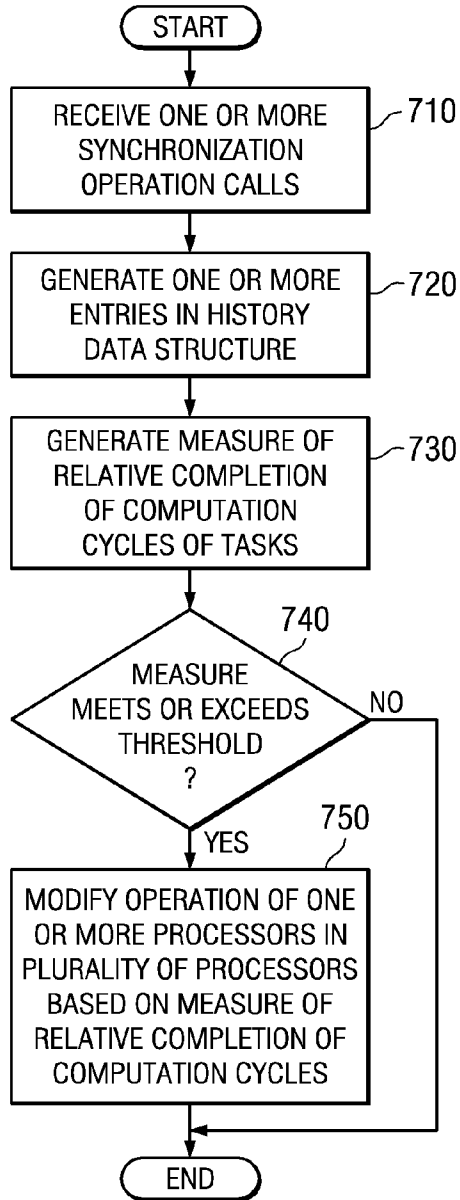 START
RECEIVE ONE OR MORE
SYNCHRONIZATION
OPERATION CALLS
710
GENERATE ONE OR MORE
ENTRIES IN HISTORY
DATA STRUCTURE
720
GENERATE MEASURE OF
RELATIVE COMPLETION
OF COMPUTATION
CYCLES OF TASKS
730
740
MEASURE
MEETS OR EXCEEDS
THRESHOLD
?
NO
YES
750
MODIFY OPERATION OF ONE
OR MORE PROCESSORS IN
PLURALITY OF PROCESSORS
BASED ON MEASURE OF
RELATIVE COMPLETION OF
COMPUTATION CYCLES
END